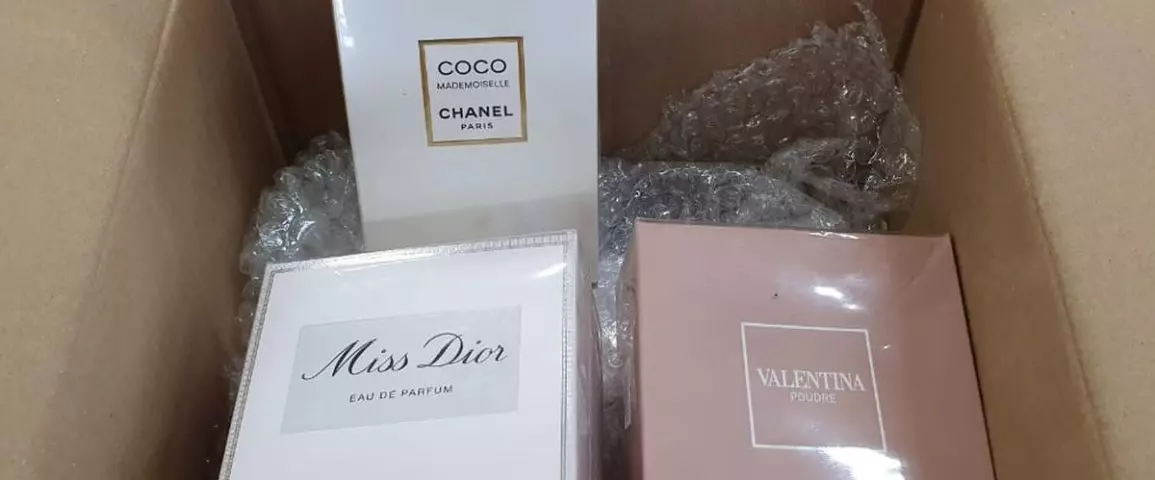 COCO
MADEMOISELLE
CHANEL
PARIS
Miss Dior
EAU DE PARFUM
VALENTINA
POUDRE